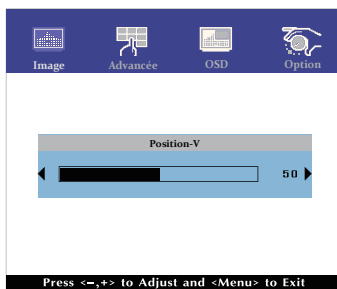 Image Advancée OSD Option
Position-V
50
Press <–,+> to Adjust and <Menu> to Exit